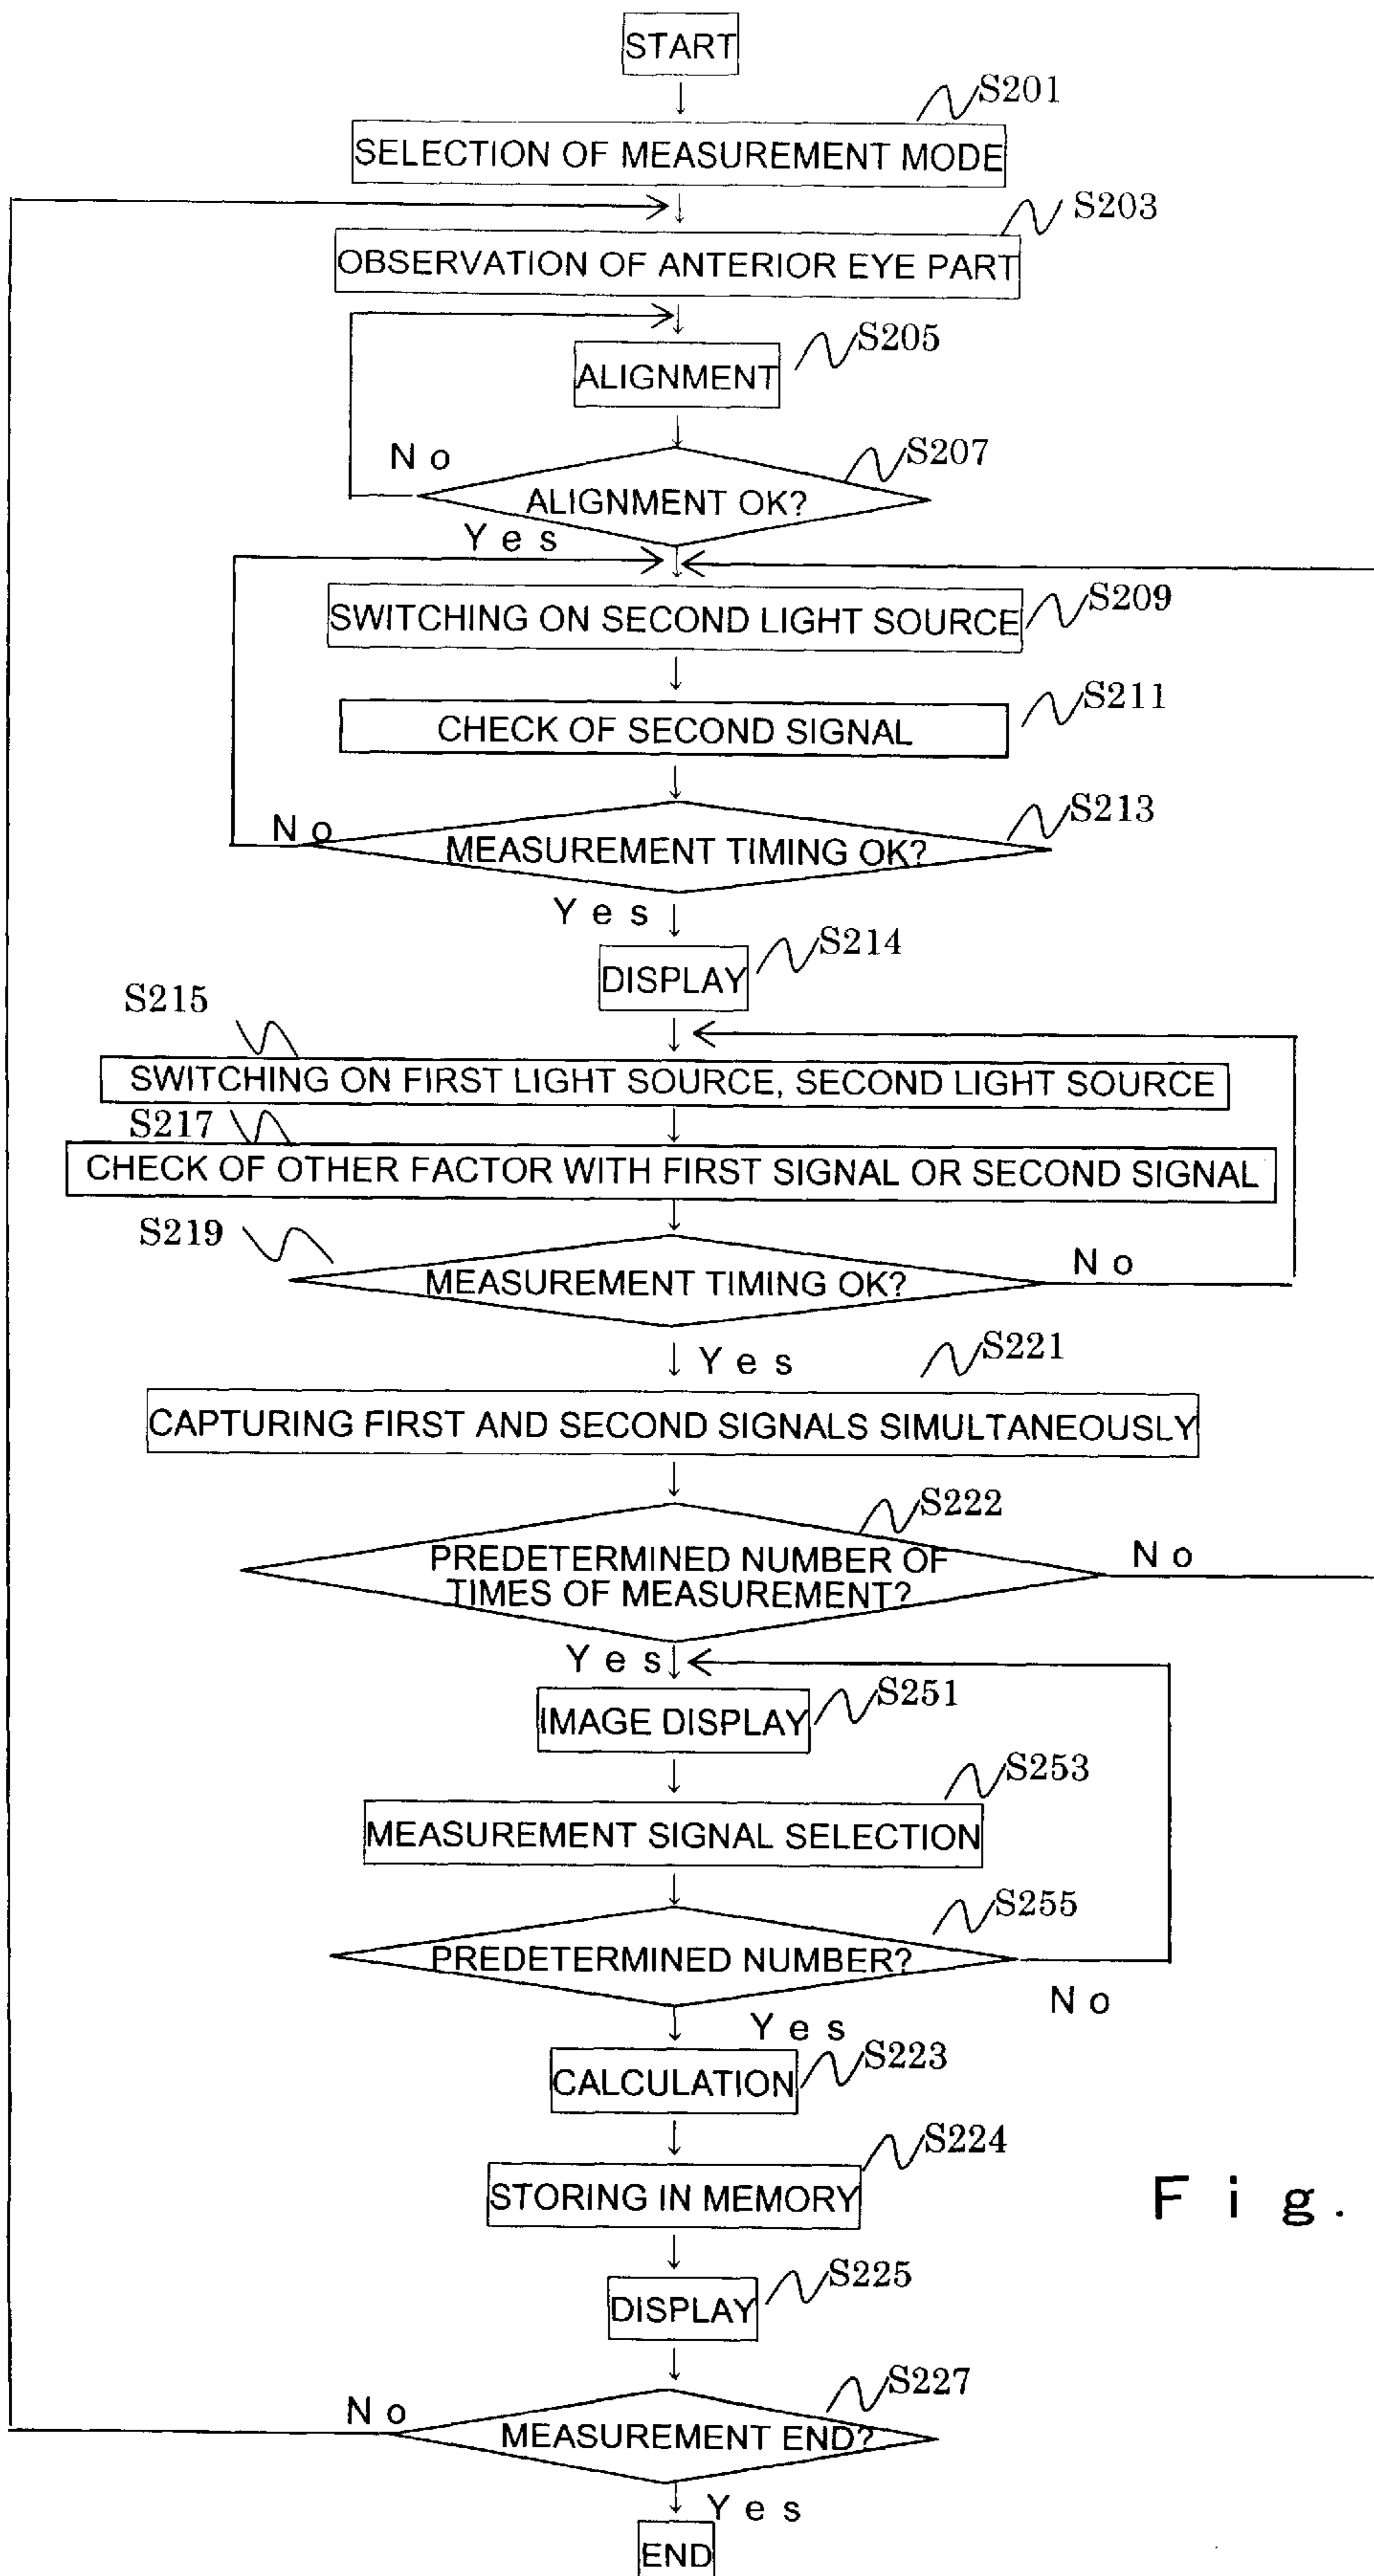 START
S201
SELECTION OF MEASUREMENT MODE
S203
OBSERVATION OF ANTERIOR EYE PART
S205
ALIGNMENT
S207
No
ALIGNMENT OK?
Yes
S209
SWITCHING ON SECOND LIGHT SOURCE
S211
CHECK OF SECOND SIGNAL
S213
No
MEASUREMENT TIMING OK?
Yes
S214
DISPLAY
S215
SWITCHING ON FIRST LIGHT SOURCE, SECOND LIGHT SOURCE
S217
CHECK OF OTHER FACTOR WITH FIRST SIGNAL OR SECOND SIGNAL
S219
No
MEASUREMENT TIMING OK?
Yes
S221
CAPTURING FIRST AND SECOND SIGNALS SIMULTANEOUSLY
S222
PREDETERMINED NUMBER OF
TIMES OF MEASUREMENT?
No
Yes
S251
IMAGE DISPLAY
S253
MEASUREMENT SIGNAL SELECTION
S255
PREDETERMINED NUMBER?
No
Yes
S223
CALCULATION
S224
STORING IN MEMORY
Fig.
S225
DISPLAY
S227
No
MEASUREMENT END?
Yes
END